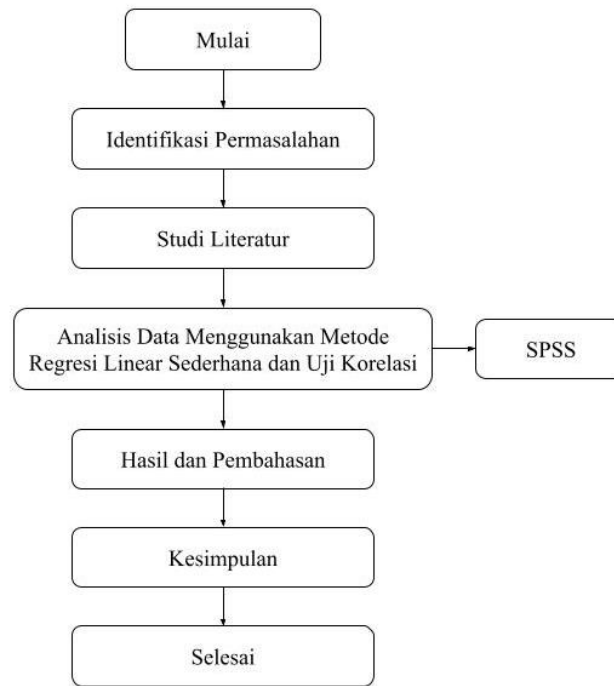 Mulai
Identifikasi Permasalahan
Studi Literatur
Analisis Data Menggunakan Metode
Regresi Linear Sederhana dan Uji Korelasi
SPSS
Hasil dan Pembahasan
Kesimpulan
Selesai